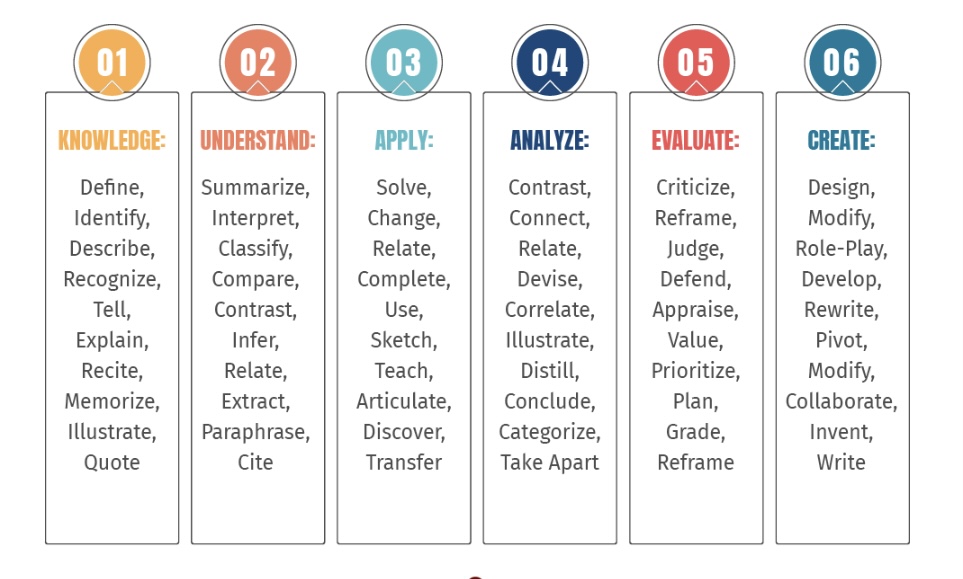 01
KNOWLEDGE:
Define,
Identify,
Describe,
Recognize,
Tell,
Explain,
Recite,
Memorize,
Illustrate,
Quote
02
UNDERSTAND:
Summarize,
Interpret,
Classify,
Compare,
Contrast,
Infer,
Relate,
Extract,
Paraphrase,
Cite
03
APPLY:
Solve,
Change,
Relate,
Complete,
Use,
Sketch,
Teach,
Articulate,
Discover,
Transfer
04
ANALYZE:
Contrast,
Connect,
Relate,
Devise,
Correlate,
Illustrate,
Distill,
Conclude,
Categorize,
Take Apart
05
EVALUATE:
Criticize,
Reframe,
Judge,
Defend,
Appraise,
Value,
Prioritize,
Plan,
Grade,
Reframe
06
CREATE:
Design,
Modify,
Role-Play,
Develop,
Rewrite,
Pivot,
Modify,
Collaborate,
Invent,
Write